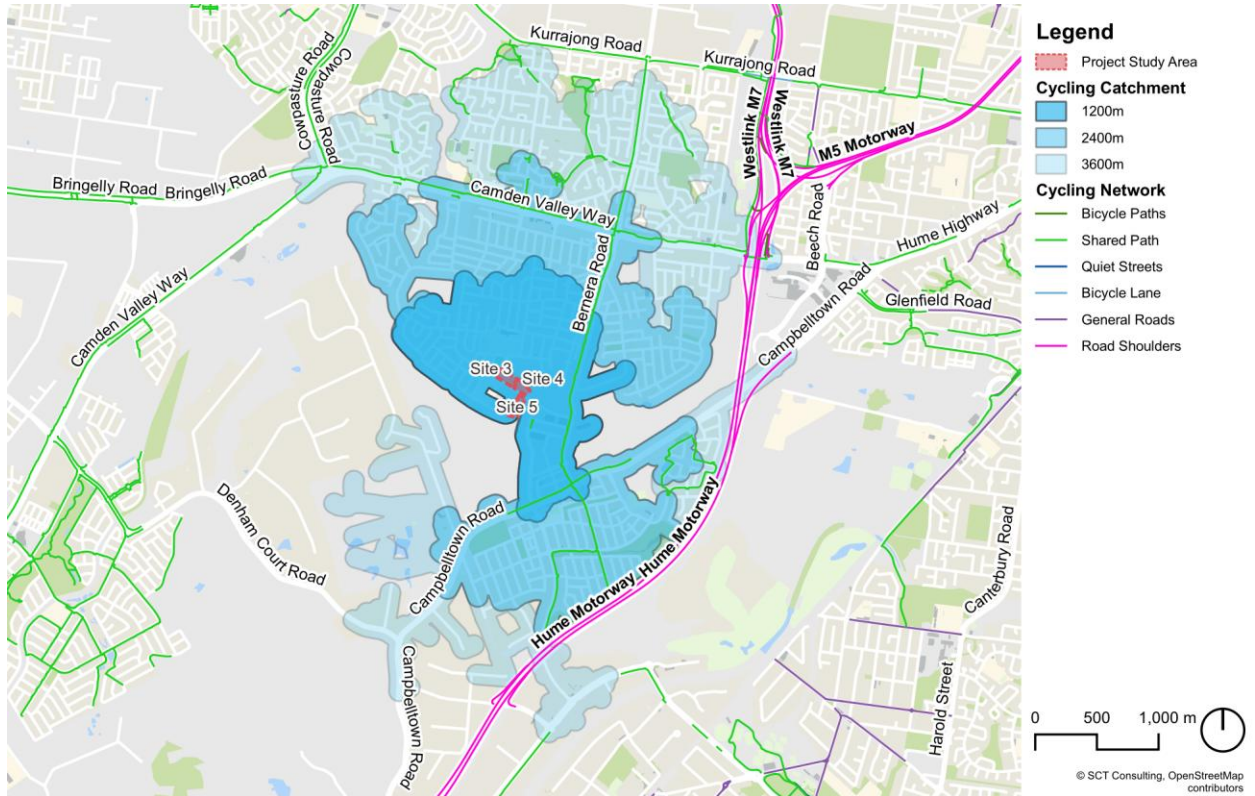 Kurrajong Road
Kurrajong Road
Cowpasture Road
Cowpasture Road
Westlink M7
Westlink M7
M5 Motorway
Bringelly Road
Bringelly Road
Camden Valley Way
Beech Road
Hume Highway
Camden Valley Way
Bernera Road
Campbelltown Road
Glenfield Road
Site 3
Site 4
Site 5
Denham Court Road
Campbelltown Road
Hume Motorway
Hume Motorway
Canterbury Road
Campbelltown Road
Harold Street
Legend
Project Study Area
Cycling Catchment
1200m
2400m
3600m
Cycling Network
Bicycle Paths
Shared Path
Quiet Streets
Bicycle Lane
General Roads
Road Shoulders
0 500 1,000 m
© SCT Consulting, OpenStreetMap
contributors